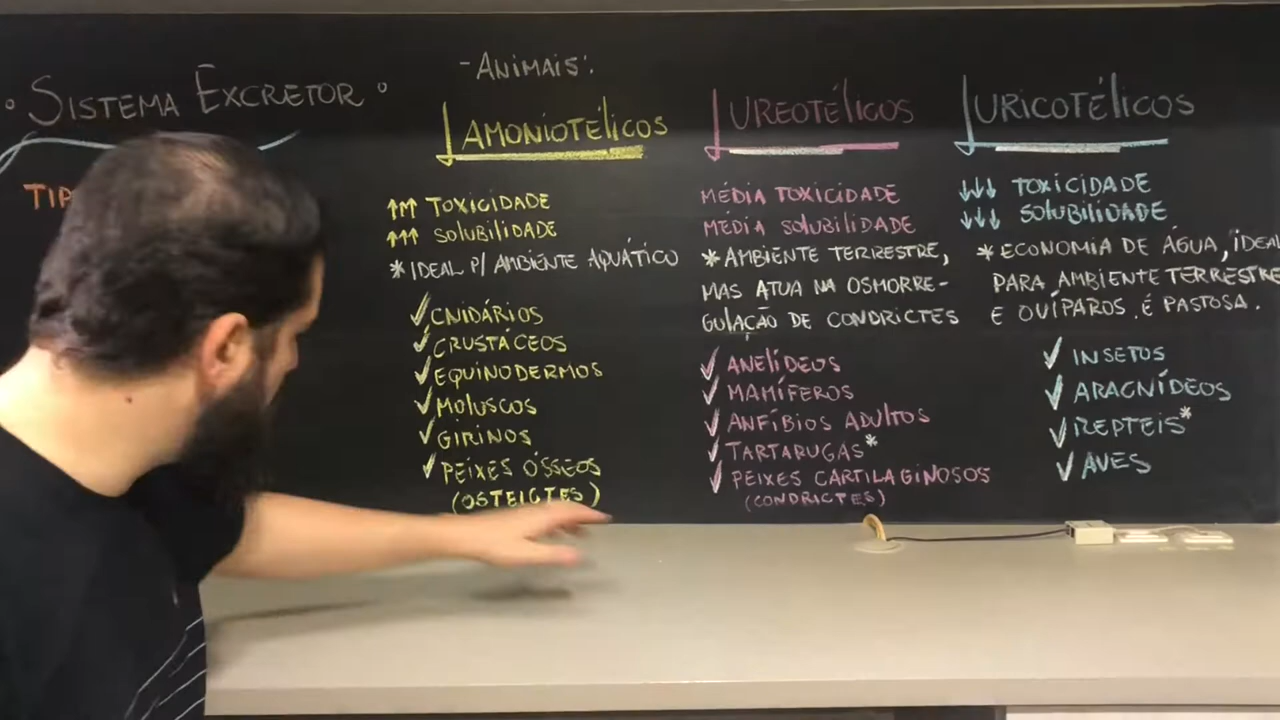 ° SISTEMA EXCRETOR °
TIP
- ANIMAIS:
AMONIOTÉLICOS
↑↑↑ TOXICIDADE
↑↑↑ SOLUBILIDADE
* IDEAL P/ AMBIENTE AQUÁTICO
✓ CNIDÁRIOS
✓ CRUSTÁCEOS
✓ EQUINODERMOS
✓ MOLUSCOS
✓ GIRINOS
✓ PEIXES ÓSSEOS
(OSTEICTES)
UREOTÉLICOS
MÉDIA TOXICIDADE
MÉDIA SOLUBILIDADE
* AMBIENTE TERRESTRE,
MAS ATUA NA OSMORRE-
GULAÇÃO DE CONDRICTES
✓ ANELÍDEOS
✓ MAMÍFEROS
✓ ANFÍBIOS ADULTOS
✓ TARTARUGAS*
✓ PEIXES CARTILAGINOSOS
(CONDRICTES)
URICOTÉLICOS
↓↓↓ TOXICIDADE
↓↓↓ SOLUBILIDADE
* ECONOMIA DE ÁGUA, IDEAL
PARA AMBIENTE TERRESTRE
E OVÍPAROS. É PASTOSA.
✓ INSETOS
✓ ARACNÍDEOS
✓ REPTEIS*
✓ AVES